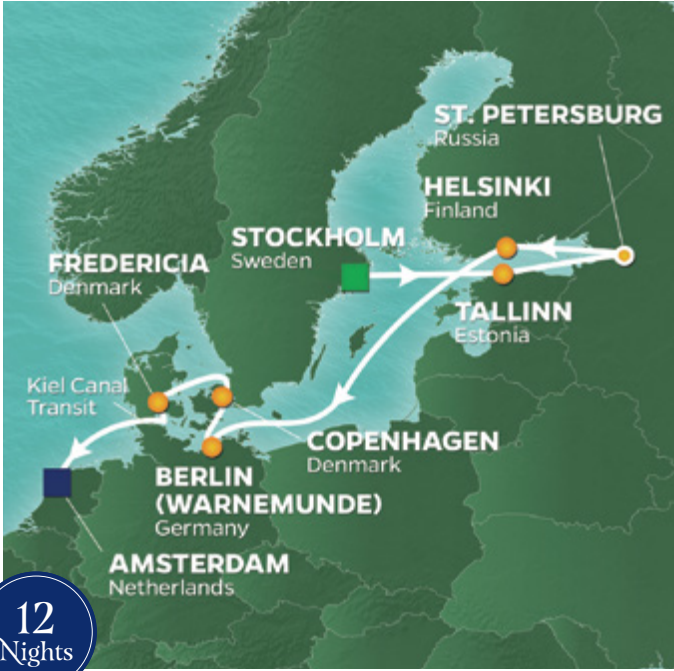 ST. PETERSBURG
Russia
HELSINKI
Finland
STOCKHOLM
Sweden
FREDERICIA
Denmark
TALLINN
Estonia
Kiel Canal
Transit
COPENHAGEN
Denmark
BERLIN
(WARNEMUNDE)
Germany
AMSTERDAM
Netherlands
12
Nights